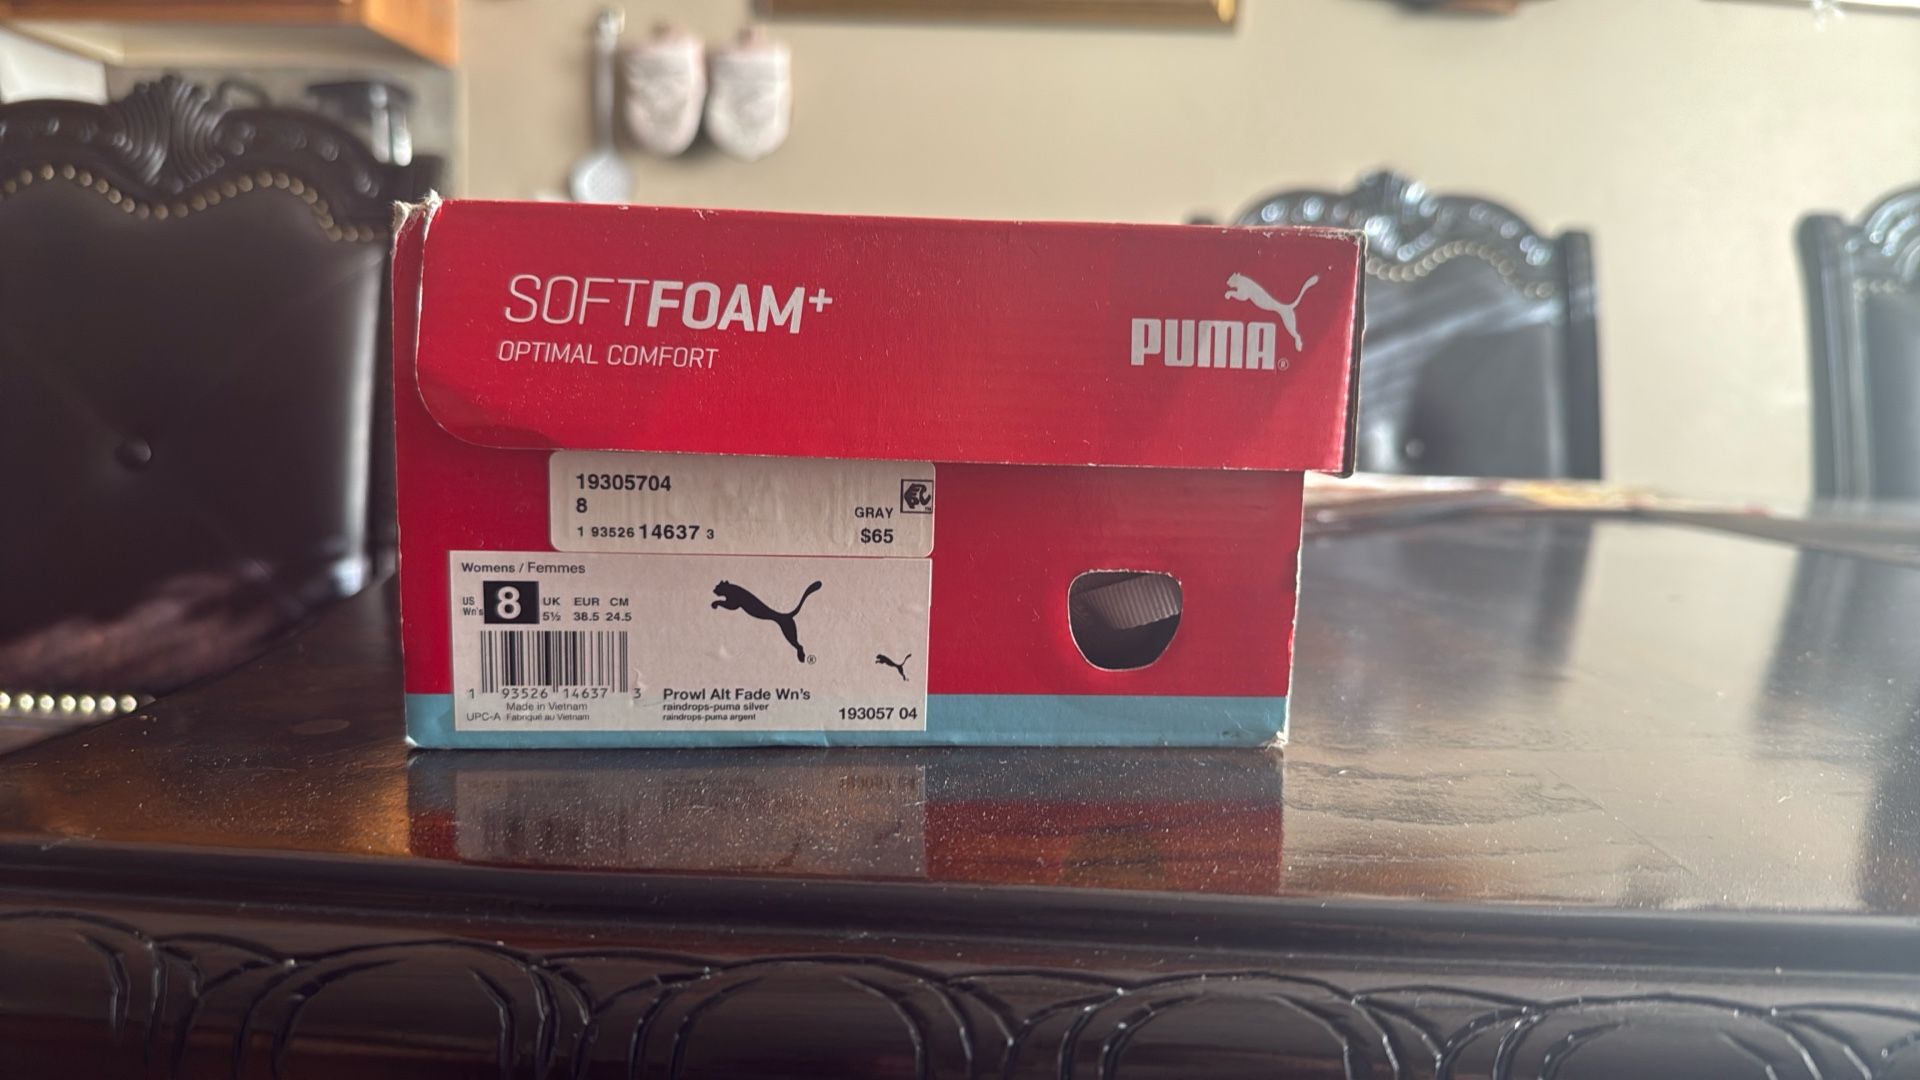 SOFTFOAM+
OPTIMAL COMFORT
PUMA®
19305704
8
GRAY
1 93526 14637 3
$65
Womens / Femmes
US Wn's 8
UK EUR CM
5½ 38.5 24.5
1 93526 14637 3
Made in Vietnam
UPC-A Fabriqué au Vietnam
®
Prowl Alt Fade Wn's
raindrops-puma silver
raindrops-puma argent
193057 04